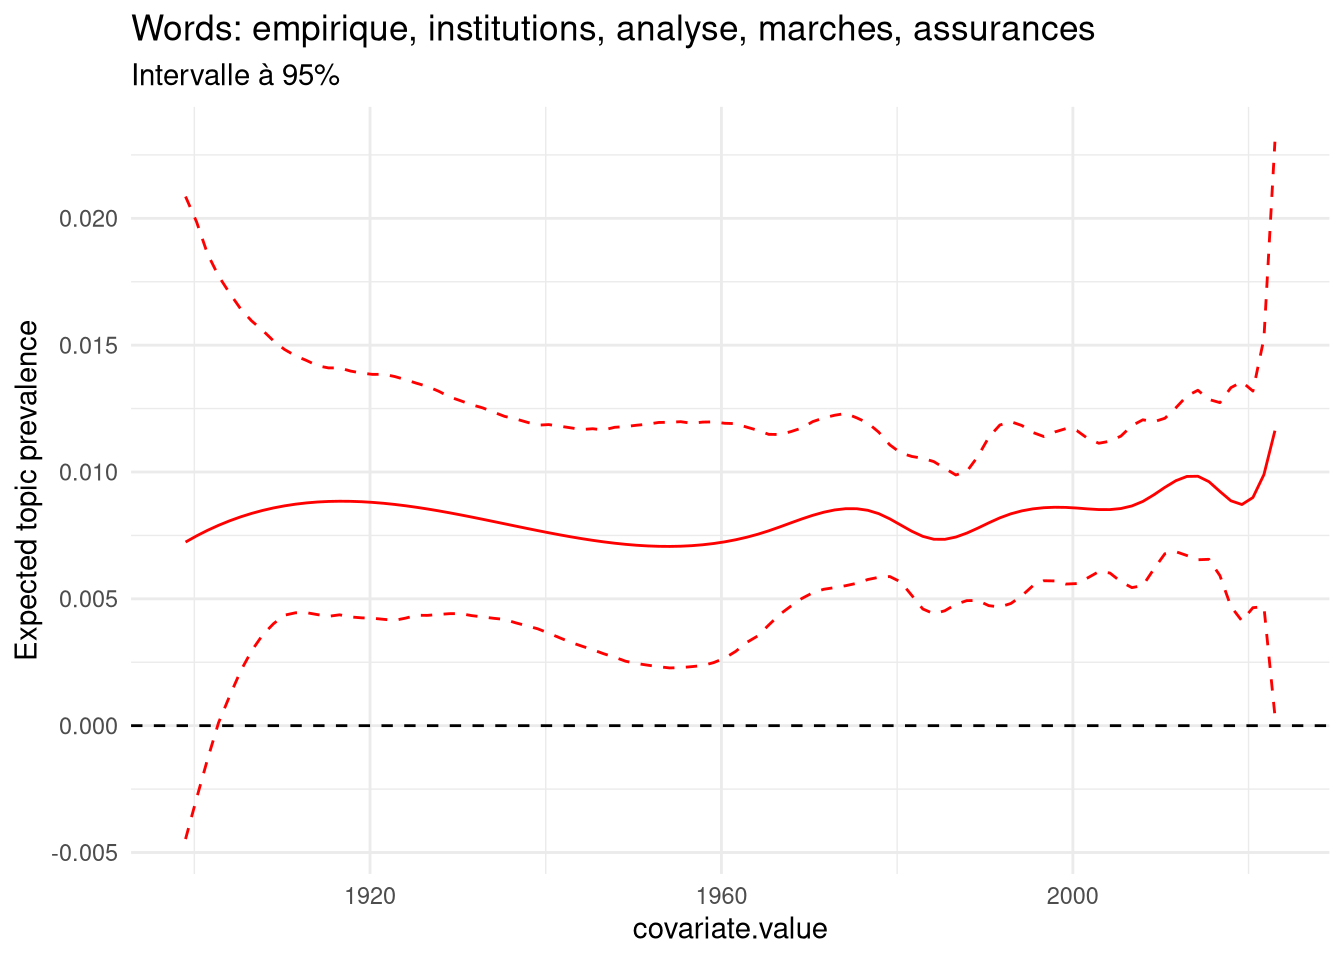 Words: empirique, institutions, analyse, marches, assurances
Intervalle à 95%
Expected topic prevalence
0.020
0.015
0.010
0.005
0.000
-0.005
1920
1960
2000
covariate.value